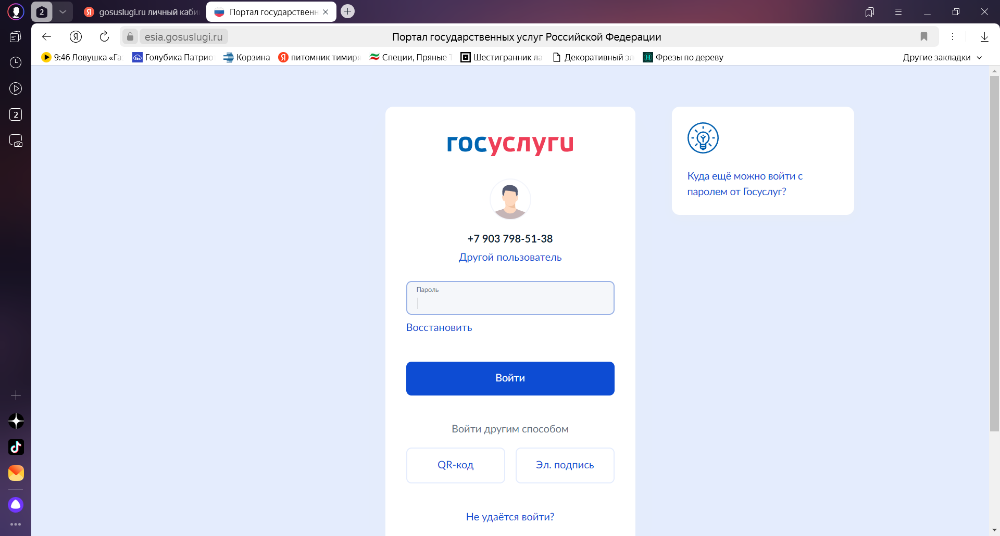 2
gosuslugi.ru личный каби
Портал государственн
esia.gosuslugi.ru
Портал государственных услуг Российской Федерации
9:46 Ловушка «Га
Голубика Патрио
Корзина
питомник тимиря
Специи, Пряные
Шестигранник ла
Декоративный эл
Фрезы по дереву
Другие закладки
2
госуслуги
Куда ещё можно войти с
паролем от Госуслуг?
+7 903 798-51-38
Другой пользователь
Пароль
Восстановить
Войти
Войти другим способом
QR-код
Эл. подпись
Не удаётся войти?